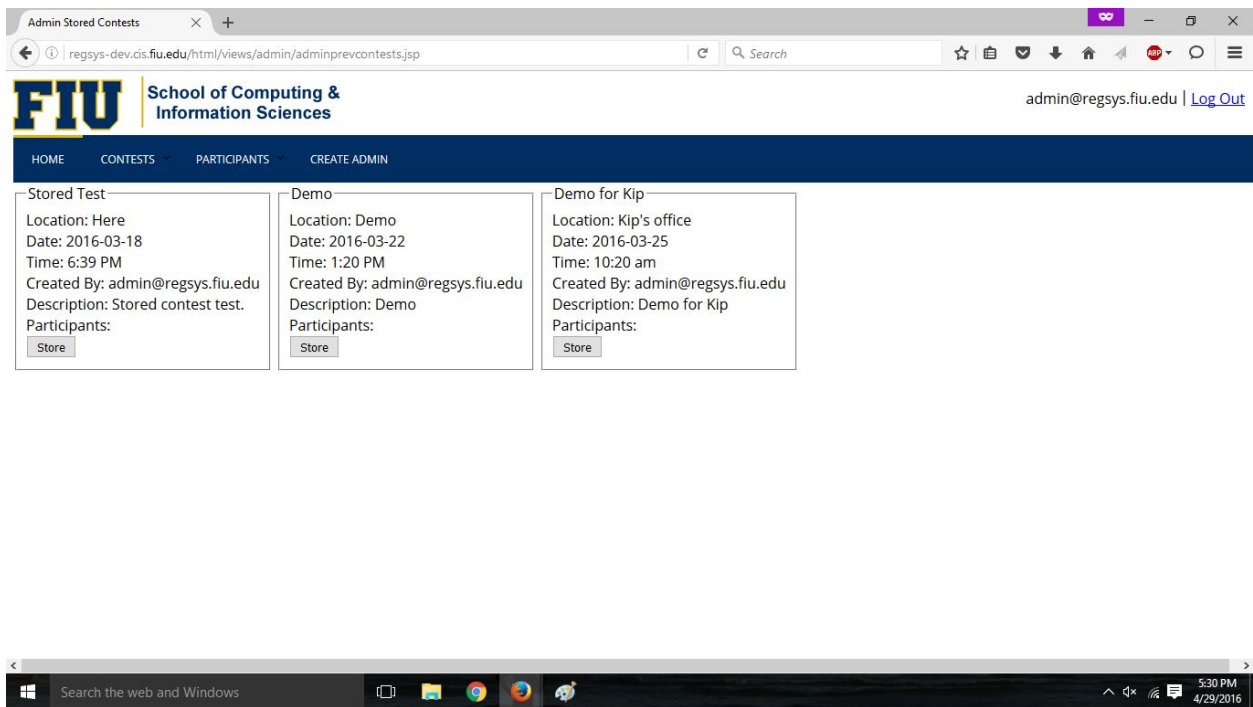 Admin Stored Contests
regsys-dev.cis.fiu.edu/html/views/admin/adminprevcontests.jsp
Search
ABP
FIU
School of Computing &
Information Sciences
admin@regsys.fiu.edu | Log Out
HOME CONTESTS PARTICIPANTS CREATE ADMIN
Stored Test
Location: Here
Date: 2016-03-18
Time: 6:39 PM
Created By: admin@regsys.fiu.edu
Description: Stored contest test.
Participants:
Store
Demo
Location: Demo
Date: 2016-03-22
Time: 1:20 PM
Created By: admin@regsys.fiu.edu
Description: Demo
Participants:
Store
Demo for Kip
Location: Kip's office
Date: 2016-03-25
Time: 10:20 am
Created By: admin@regsys.fiu.edu
Description: Demo for Kip
Participants:
Store
Search the web and Windows
5:30 PM
4/29/2016